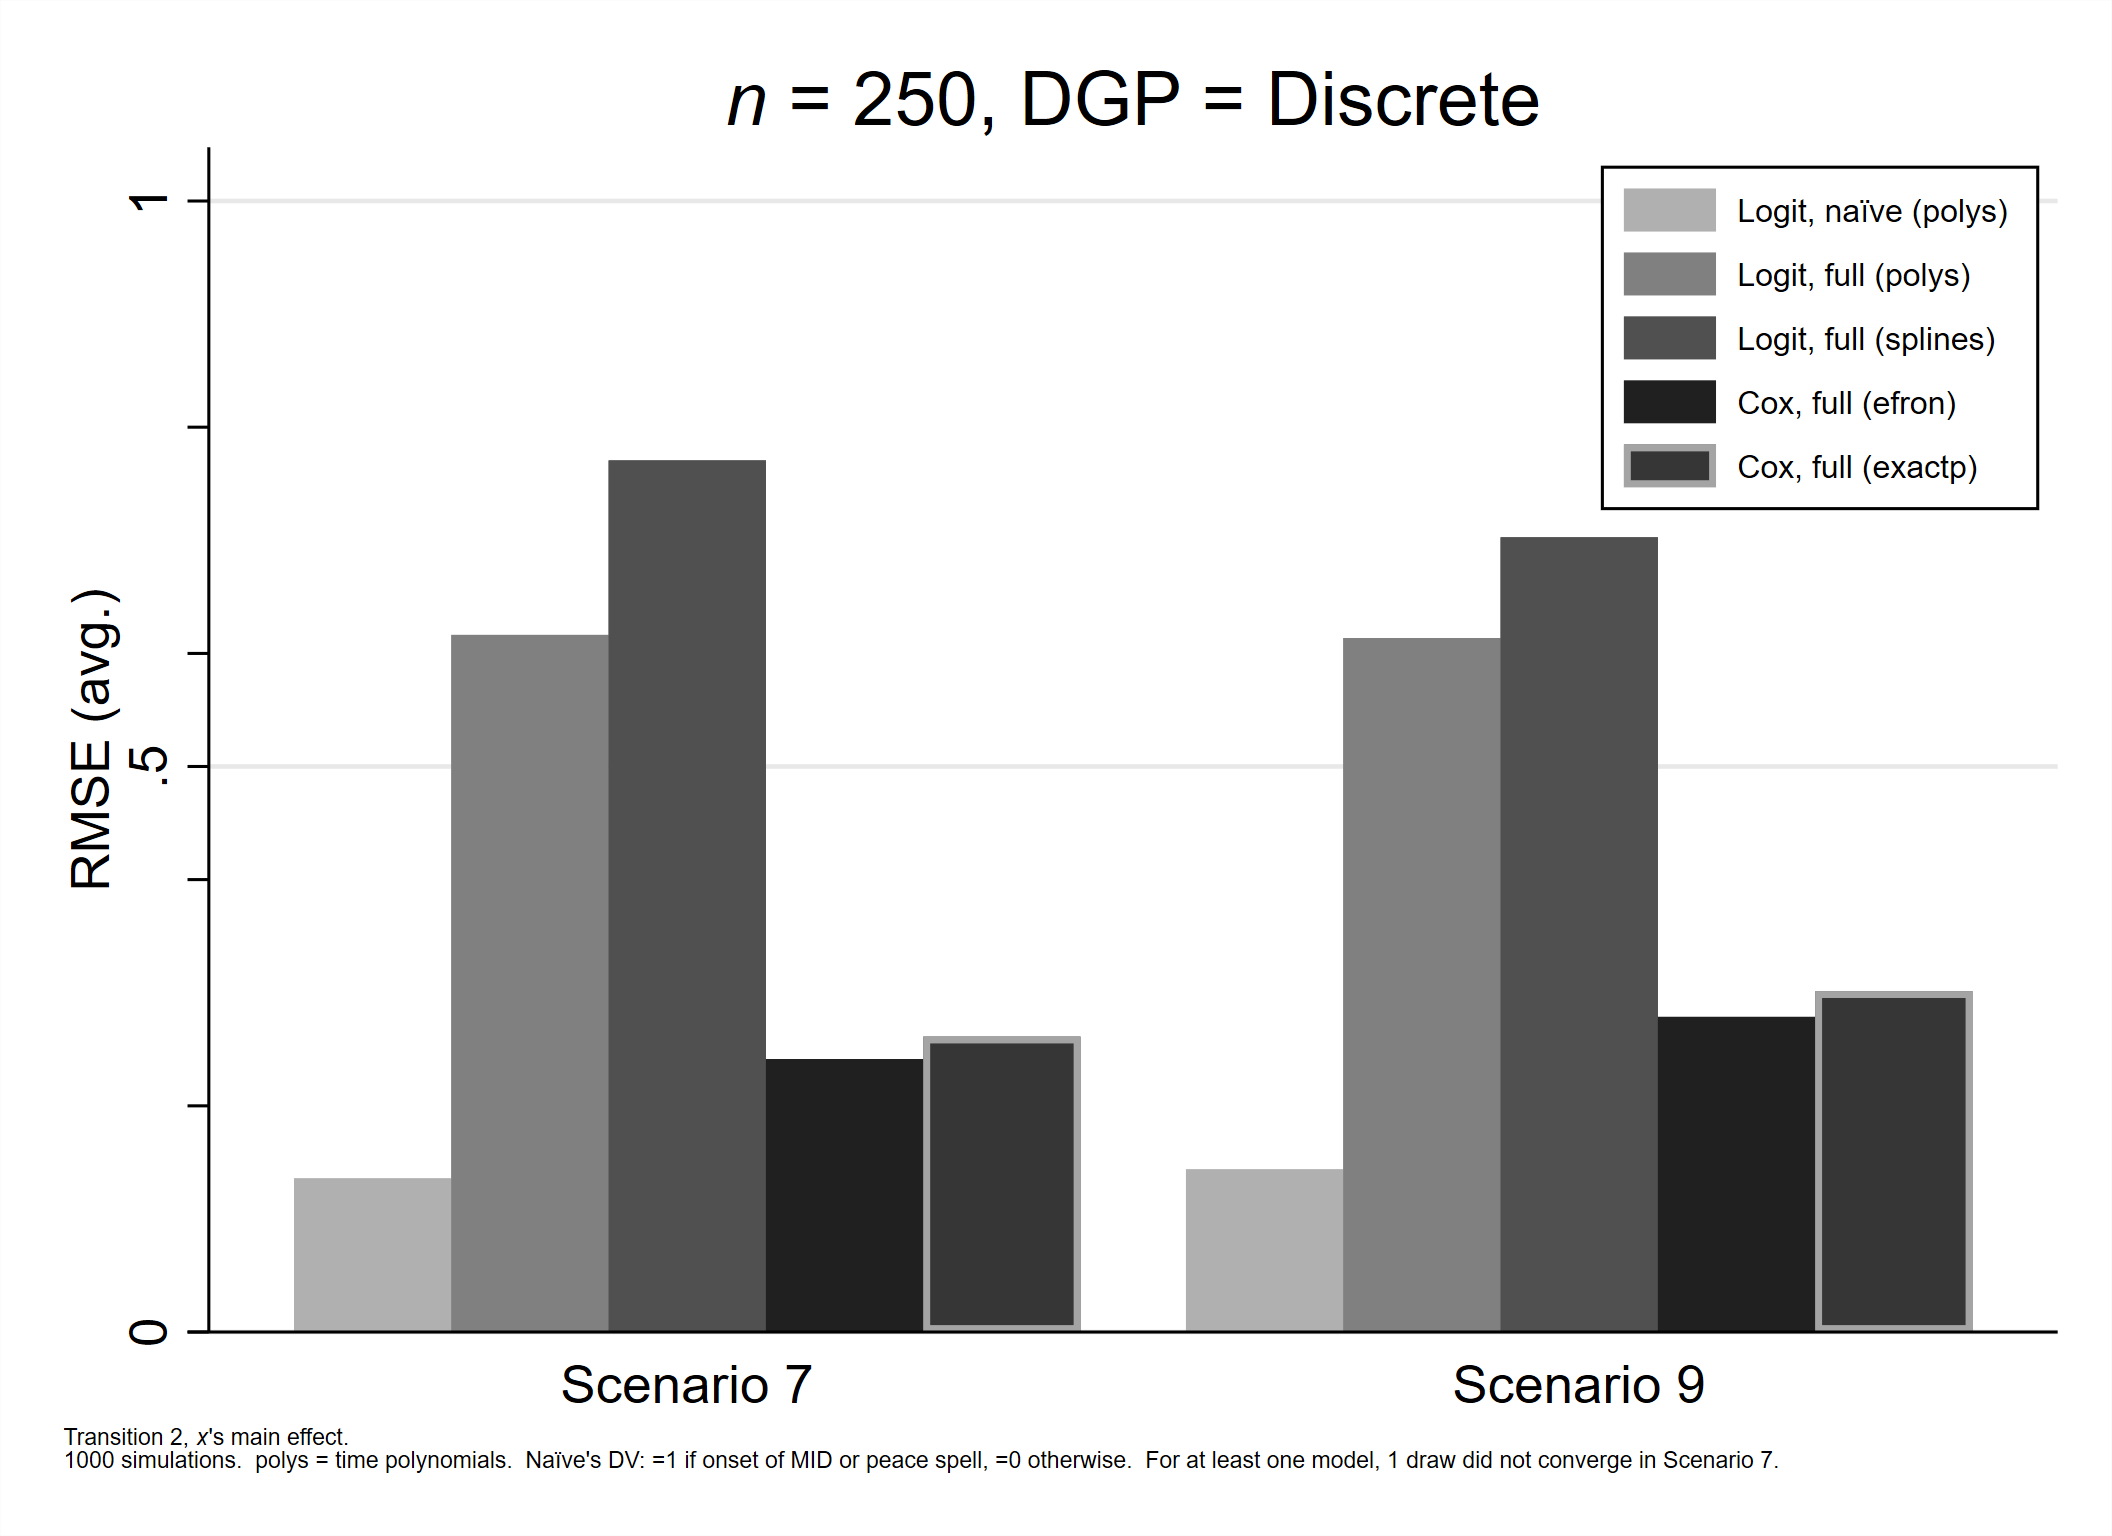 n = 250, DGP = Discrete
RMSE (avg.)
1
.5
0
Logit, naïve (polys)
Logit, full (polys)
Logit, full (splines)
Cox, full (efron)
Cox, full (exactp)
Scenario 7
Scenario 9
Transition 2, x's main effect.
1000 simulations.  polys = time polynomials.  Naïve's DV: =1 if onset of MID or peace spell, =0 otherwise.  For at least one model, 1 draw did not converge in Scenario 7.